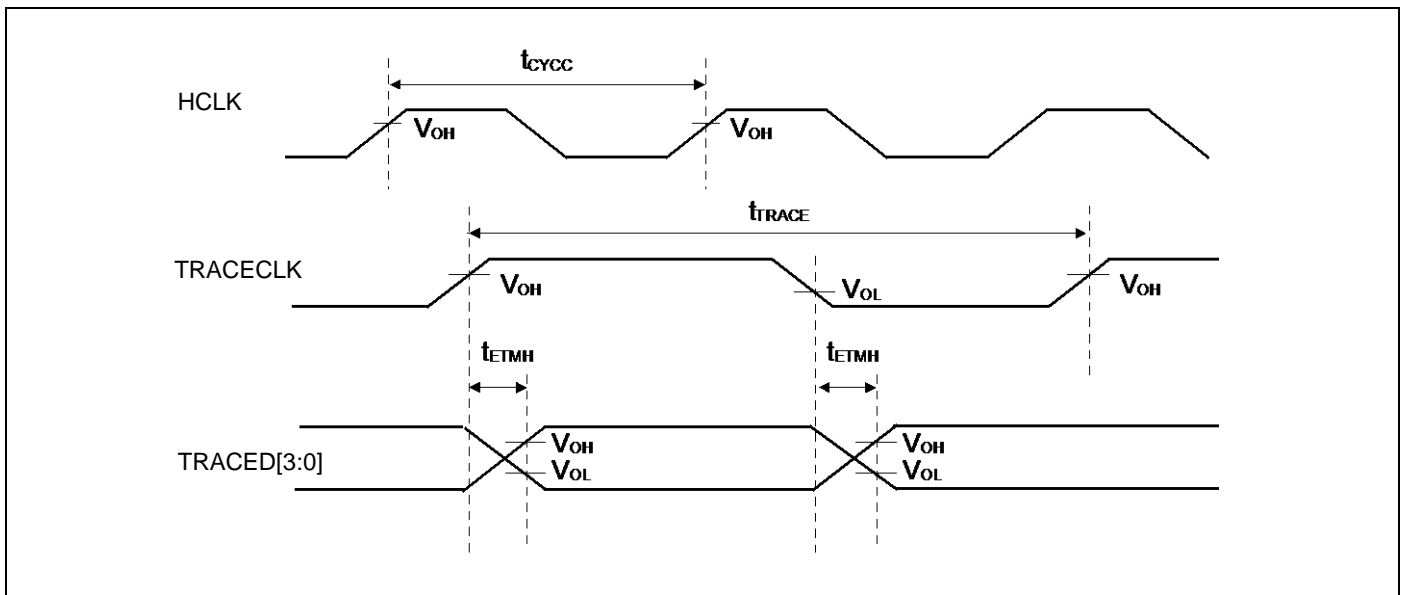 tCYCC
HCLK
VOH
VOH
tTRACE
TRACECLK
VOH
VOL
VOH
tETMH
tETMH
TRACED[3:0]
VOH
VOL
VOH
VOL